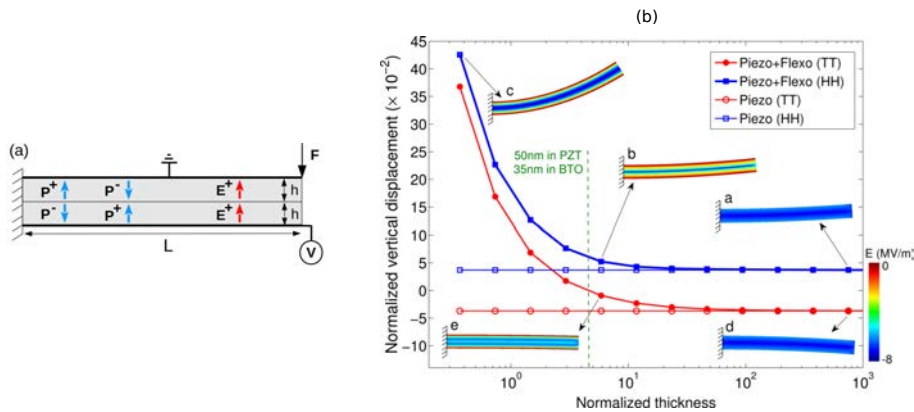 (a)
F
P+ P- E+ h
P- P+ E+ h
L
V
(b)
Normalized vertical displacement (× 10⁻²)
45
40
35
30
25
20
15
10
5
0
-5
-10
Piezo+Flexo (TT)
Piezo+Flexo (HH)
Piezo (TT)
Piezo (HH)
c
50nm in PZT
35nm in BTO
b
a
e
d
E (MV/m)
0
-8
10⁰ 10¹ 10² 10³
Normalized thickness